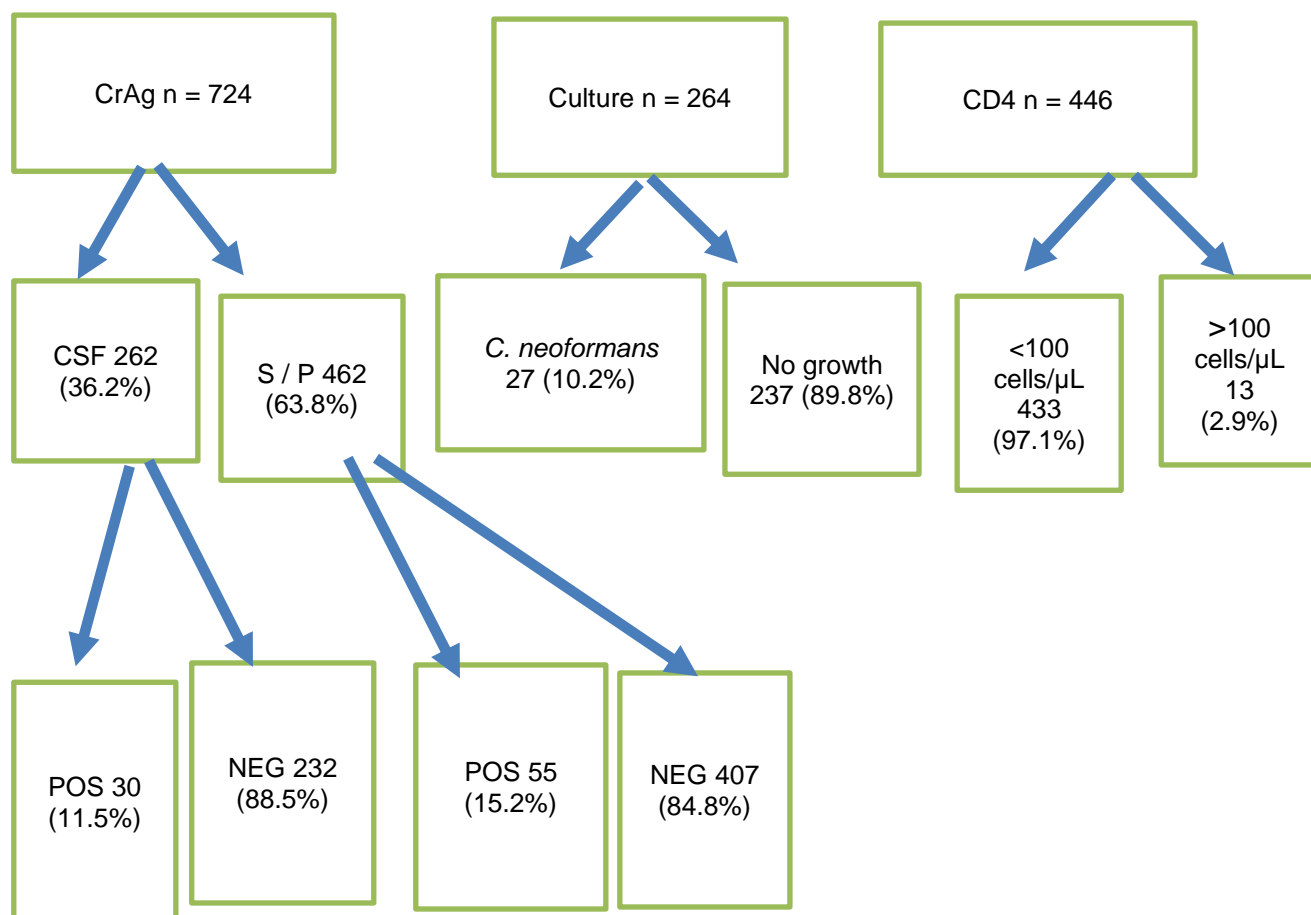 CrAg n = 724
Culture n = 264
CD4 n = 446
CSF 262
(36.2%)
S / P 462
(63.8%)
C. neoformans
27 (10.2%)
No growth
237 (89.8%)
<100
cells/µL
433
(97.1%)
>100
cells/µL
13
(2.9%)
POS 30
(11.5%)
NEG 232
(88.5%)
POS 55
(15.2%)
NEG 407
(84.8%)